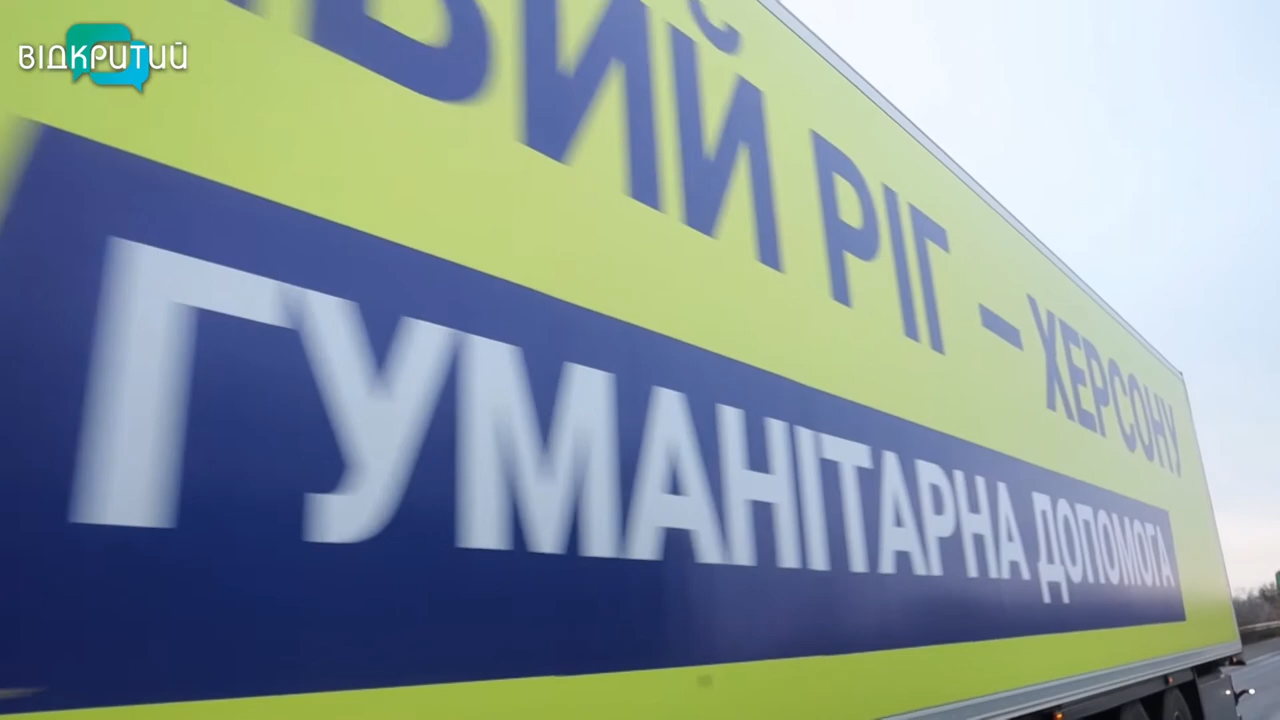 ВІДКРИТИЙ
ИЙ РІГ – ХЕРСОНУ
ГУМАНІТАРНА ДОПОМОГА